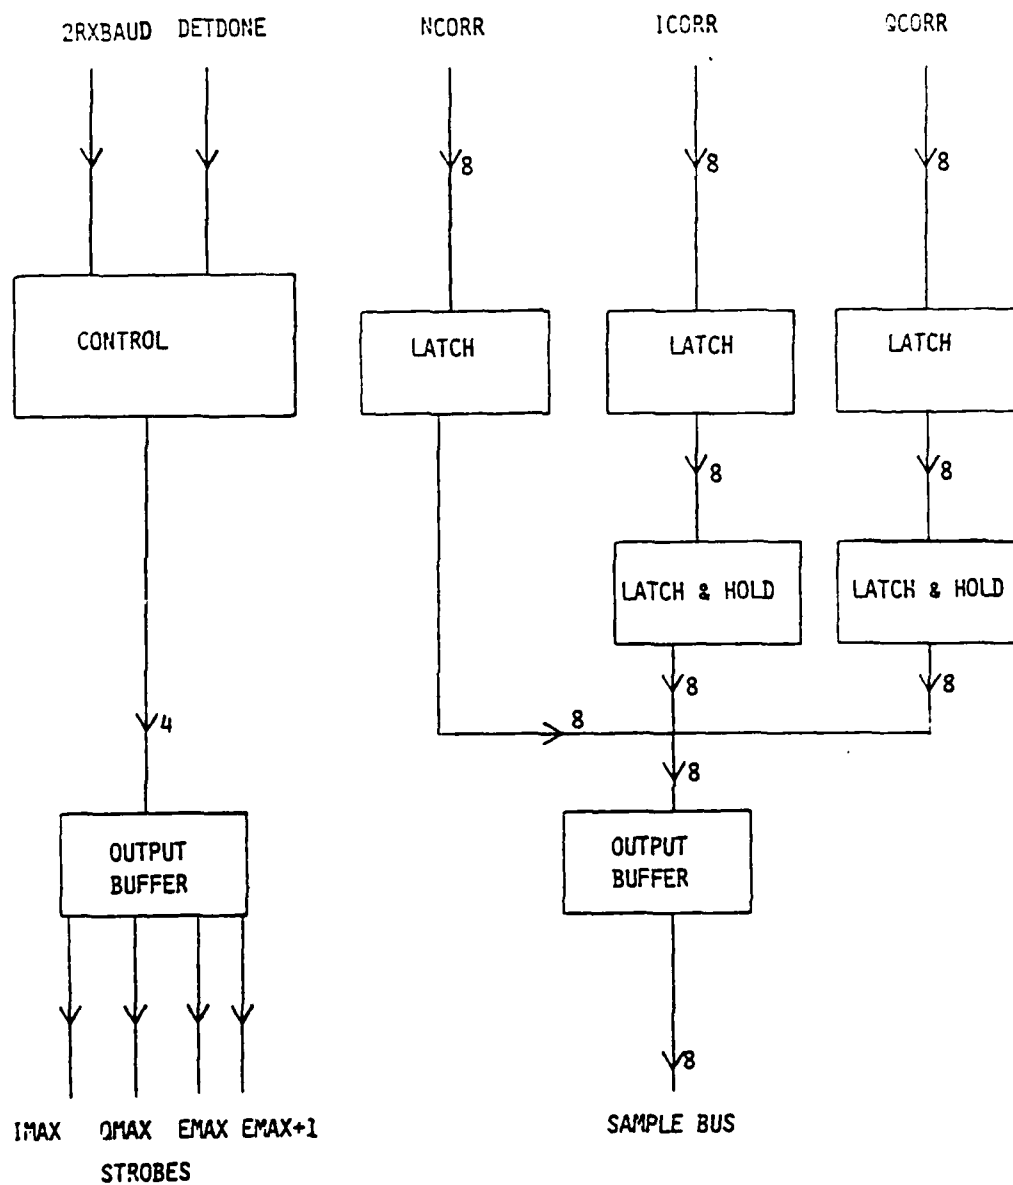 2RXBAUD DETDONE NCORR ICORR QCORR
8 8 8
CONTROL LATCH LATCH LATCH
8 8
LATCH & HOLD LATCH & HOLD
8 8
4 8
8
OUTPUT
BUFFER
OUTPUT
BUFFER
8
IMAX QMAX EMAX EMAX+1
STROBES
SAMPLE BUS